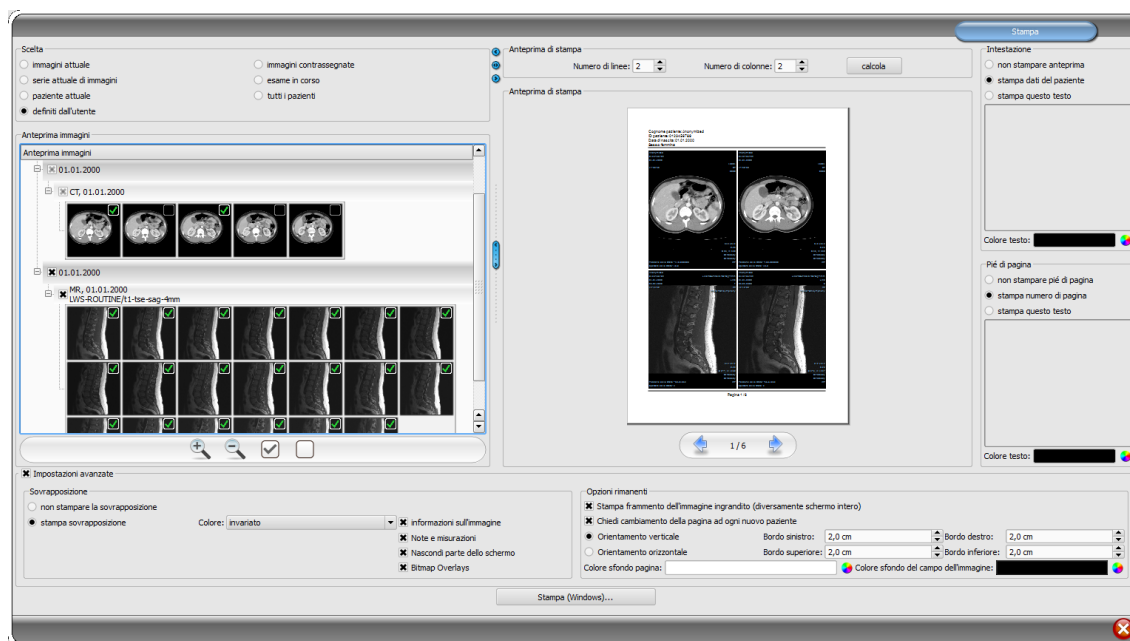 Stampa
Scelta
immagini attuale
immagini contrassegnate
serie attuale di immagini
esame in corso
paziente attuale
tutti i pazienti
definiti dall'utente
Anteprima immagini
Anteprima immagini
01.01.2000
CT, 01.01.2000
01.01.2000
MR, 01.01.2000
LWS-ROUTINE/t1-tse-sag-4mm
Anteprima di stampa
Numero di linee: 2
Numero di colonne: 2
calcola
Anteprima di stampa
Pagina 1/6
1/6
Intestazione
non stampare anteprima
stampa dati del paziente
stampa questo testo
Colore testo:
Pié di pagina
non stampare pié di pagina
stampa numero di pagina
stampa questo testo
Colore testo:
Impostazioni avanzate
Sovrapposizione
non stampare la sovrapposizione
stampa sovrapposizione
Colore: invariato
informazioni sull'immagine
Note e misurazioni
Nascondi parte dello schermo
Bitmap Overlays
Opzioni rimanenti
Stampa frammento dell'immagine ingrandito (diversamente schermo intero)
Chiedi cambiamento della pagina ad ogni nuovo paziente
Orientamento verticale
Bordo sinistro: 2,0 cm
Bordo destro: 2,0 cm
Orientamento orizzontale
Bordo superiore: 2,0 cm
Bordo inferiore: 2,0 cm
Colore sfondo pagina:
Colore sfondo del campo dell'immagine:
Stampa (Windows)...